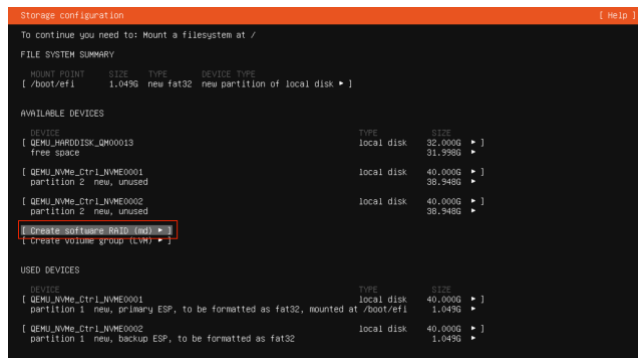 Storage configuration [ Help ]
To continue you need to: Mount a filesystem at /
FILE SYSTEM SUMMARY
MOUNT POINT SIZE TYPE DEVICE TYPE
[ /boot/efi 1.049G new fat32 new partition of local disk ▸ ]
AVAILABLE DEVICES
DEVICE TYPE SIZE
[ QEMU_HARDDISK_QM00013 local disk 32.000G ▸ ]
free space 31.998G ▸
[ QEMU_NVMe_Ctrl_NVME0001 local disk 40.000G ▸ ]
partition 2 new, unused 38.948G ▸
[ QEMU_NVMe_Ctrl_NVME0002 local disk 40.000G ▸ ]
partition 2 new, unused 38.948G ▸
[ Create software RAID (md) ▸ ]
[ Create volume group (LVM) ▸ ]
USED DEVICES
DEVICE TYPE SIZE
[ QEMU_NVMe_Ctrl_NVME0001 local disk 40.000G ▸ ]
partition 1 new, primary ESP, to be formatted as fat32, mounted at /boot/efi 1.049G ▸
[ QEMU_NVMe_Ctrl_NVME0002 local disk 40.000G ▸ ]
partition 1 new, backup ESP, to be formatted as fat32 1.049G ▸